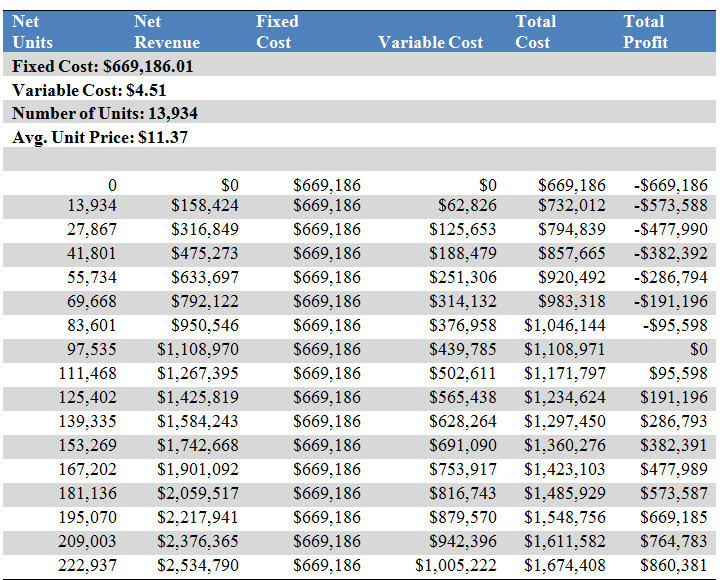 Net Net Fixed Total Total
Units Revenue Cost Variable Cost Cost Profit
Fixed Cost: $669,186.01
Variable Cost: $4.51
Number of Units: 13,934
Avg. Unit Price: $11.37
0 $0 $669,186 $0 $669,186 -$669,186
13,934 $158,424 $669,186 $62,826 $732,012 -$573,588
27,867 $316,849 $669,186 $125,653 $794,839 -$477,990
41,801 $475,273 $669,186 $188,479 $857,665 -$382,392
55,734 $633,697 $669,186 $251,306 $920,492 -$286,794
69,668 $792,122 $669,186 $314,132 $983,318 -$191,196
83,601 $950,546 $669,186 $376,958 $1,046,144 -$95,598
97,535 $1,108,970 $669,186 $439,785 $1,108,971 $0
111,468 $1,267,395 $669,186 $502,611 $1,171,797 $95,598
125,402 $1,425,819 $669,186 $565,438 $1,234,624 $191,196
139,335 $1,584,243 $669,186 $628,264 $1,297,450 $286,793
153,269 $1,742,668 $669,186 $691,090 $1,360,276 $382,391
167,202 $1,901,092 $669,186 $753,917 $1,423,103 $477,989
181,136 $2,059,517 $669,186 $816,743 $1,485,929 $573,587
195,070 $2,217,941 $669,186 $879,570 $1,548,756 $669,185
209,003 $2,376,365 $669,186 $942,396 $1,611,582 $764,783
222,937 $2,534,790 $669,186 $1,005,222 $1,674,408 $860,381